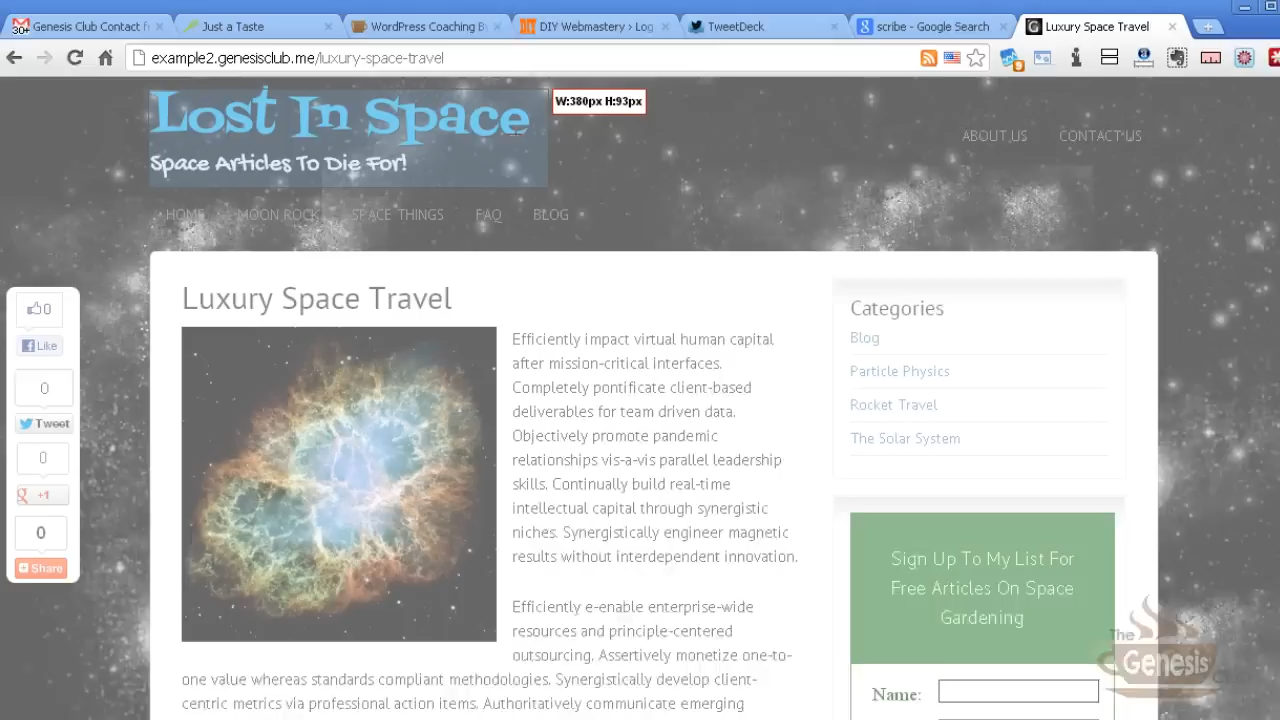 30+
Genesis Club Contact f
Just a Taste
WordPress Coaching By
DIY Webmastery › Log
TweetDeck
scribe - Google Search
Luxury Space Travel
example2.genesisclub.me/luxury-space-travel
9
Lost In Space
W:380px H:93px
Space Articles To Die For!
ABOUT US
CONTACT US
HOME
MOON ROCK
SPACE THINGS
FAQ
BLOG
Luxury Space Travel
Efficiently impact virtual human capital
after mission-critical interfaces.
Completely pontificate client-based
deliverables for team driven data.
Objectively promote pandemic
relationships vis-a-vis parallel leadership
skills. Continually build real-time
intellectual capital through synergistic
niches. Synergistically engineer magnetic
results without interdependent innovation.
Efficiently e-enable enterprise-wide
resources and principle-centered
outsourcing. Assertively monetize one-to-
one value whereas standards compliant methodologies. Synergistically develop client-
centric metrics via professional action items. Authoritatively communicate emerging
0
Like
0
Tweet
0
+1
0
Share
Categories
Blog
Particle Physics
Rocket Travel
The Solar System
Sign Up To My List For
Free Articles On Space
Gardening
Name:
The
Genesis